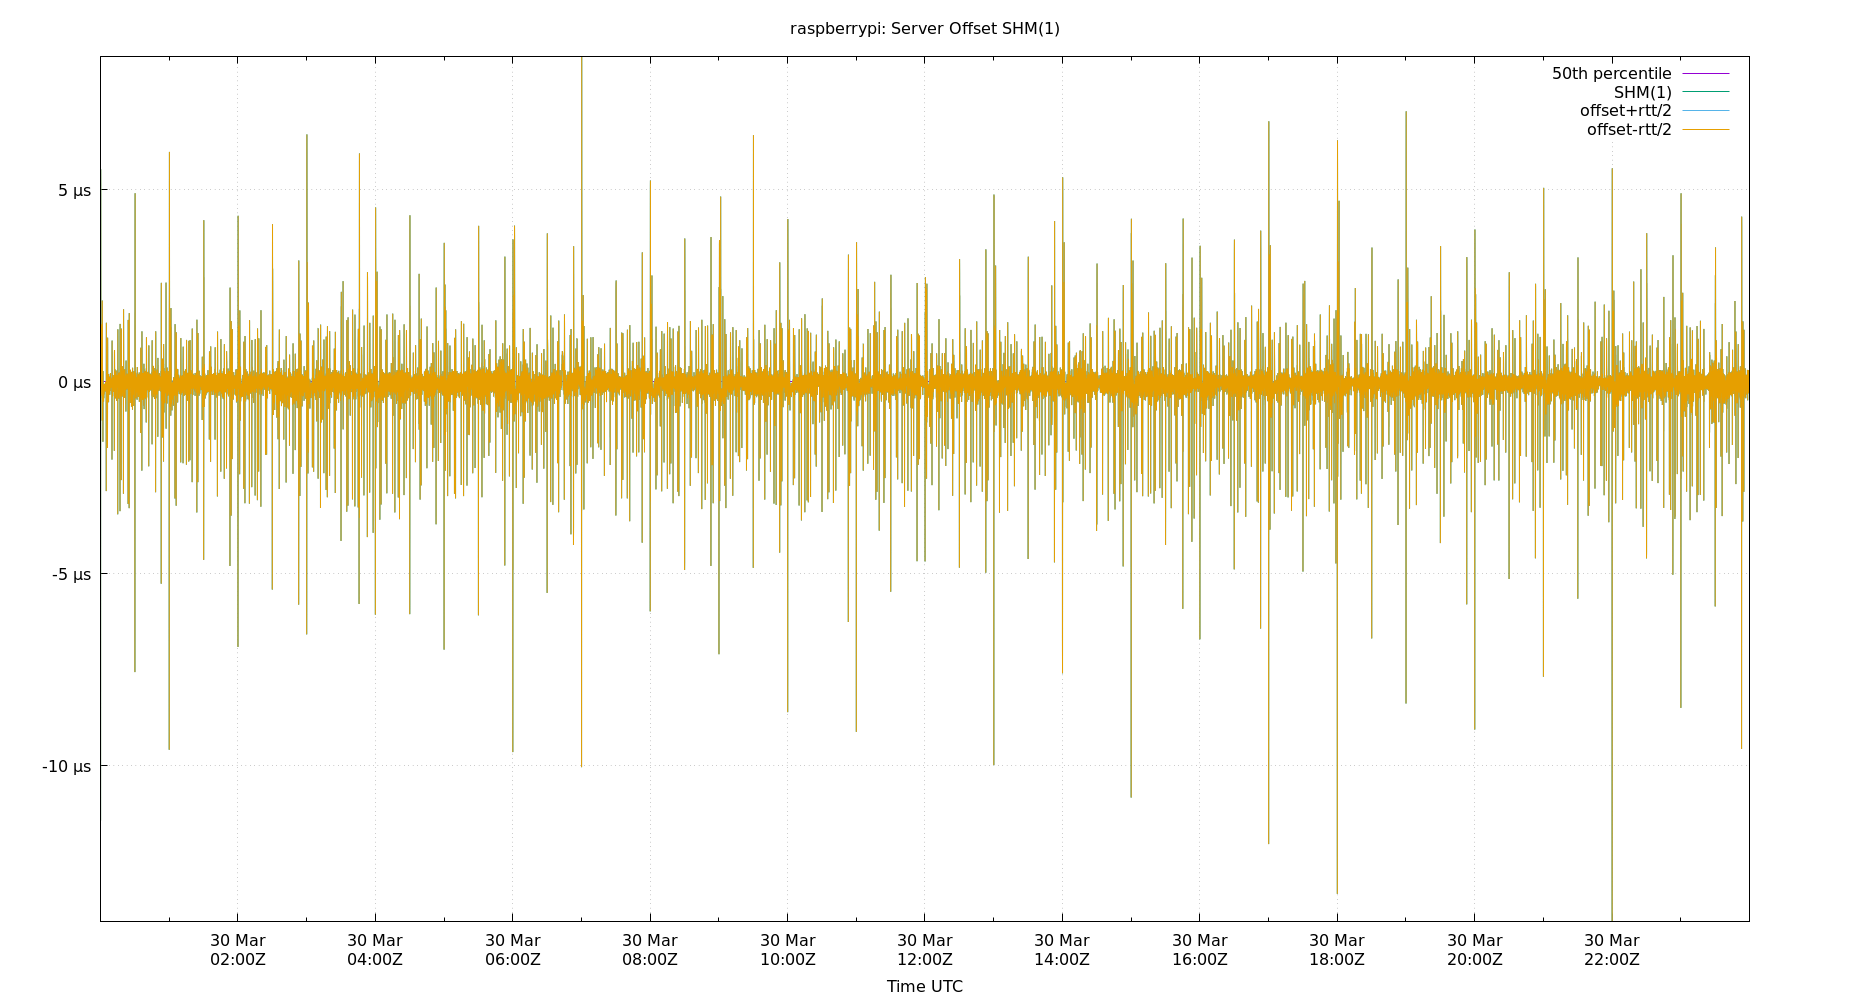 raspberrypi: Server Offset SHM(1)
50th percentile
SHM(1)
offset+rtt/2
offset-rtt/2
5 µs
0 µs
-5 µs
-10 µs
30 Mar 30 Mar 30 Mar 30 Mar 30 Mar 30 Mar 30 Mar 30 Mar 30 Mar 30 Mar 30 Mar
02:00Z 04:00Z 06:00Z 08:00Z 10:00Z 12:00Z 14:00Z 16:00Z 18:00Z 20:00Z 22:00Z
Time UTC